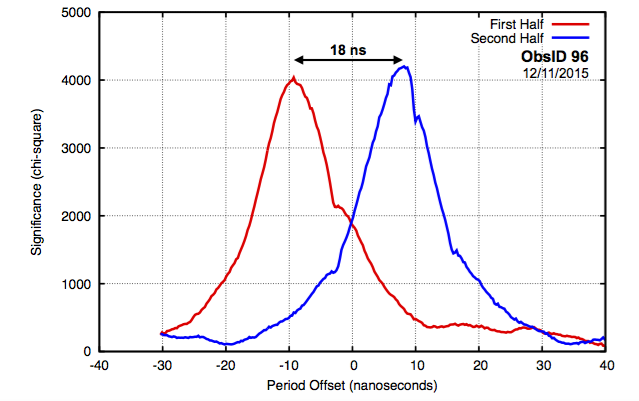 5000
4000
3000
2000
1000
0
Significance (chi-square)
18 ns
First Half
Second Half
ObsID 96
12/11/2015
-40 -30 -20 -10 0 10 20 30 40
Period Offset (nanoseconds)